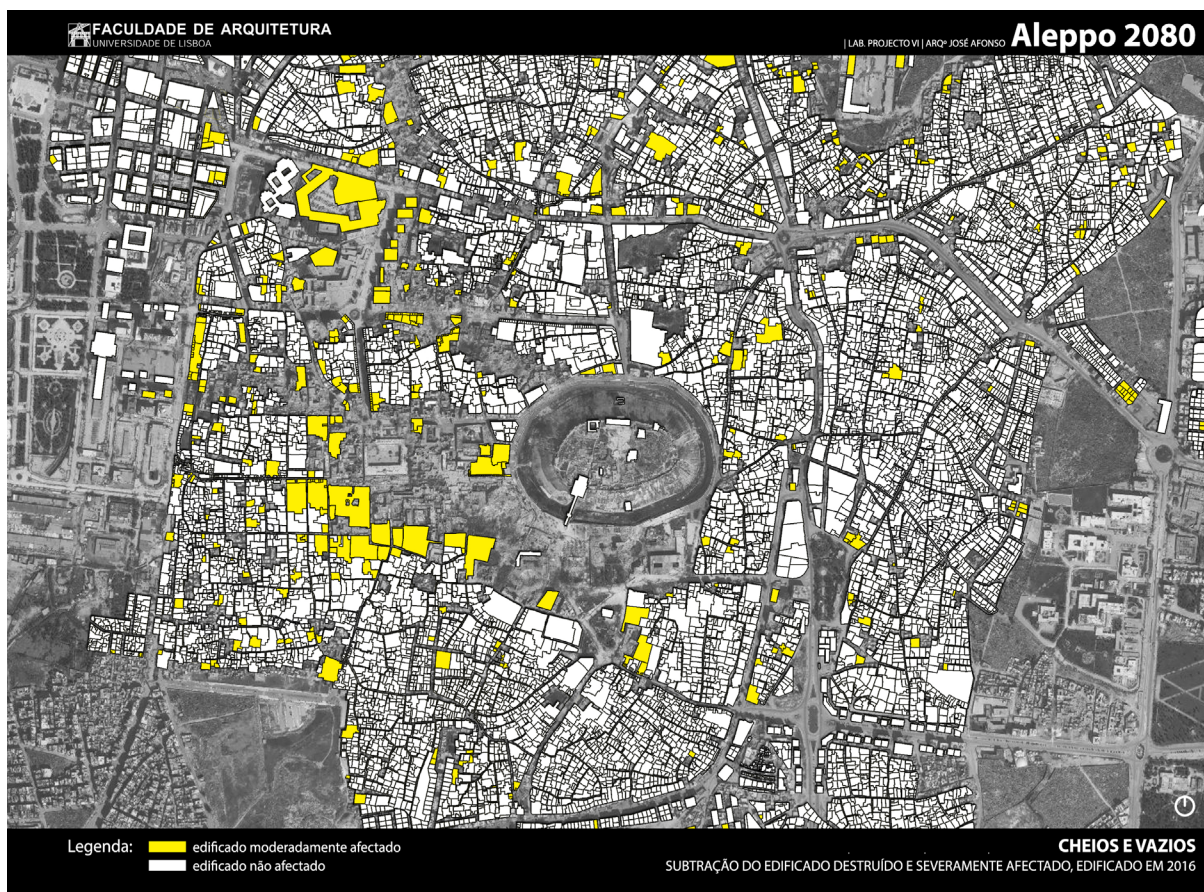 FACULDADE DE ARQUITETURA
UNIVERSIDADE DE LISBOA
| LAB. PROJECTO VI | ARQº JOSÉ AFONSO Aleppo 2080
Legenda:
edificado moderadamente afectado
edificado não afectado
CHEIOS E VAZIOS
SUBTRAÇÃO DO EDIFICADO DESTRUÍDO E SEVERAMENTE AFECTADO, EDIFICADO EM 2016